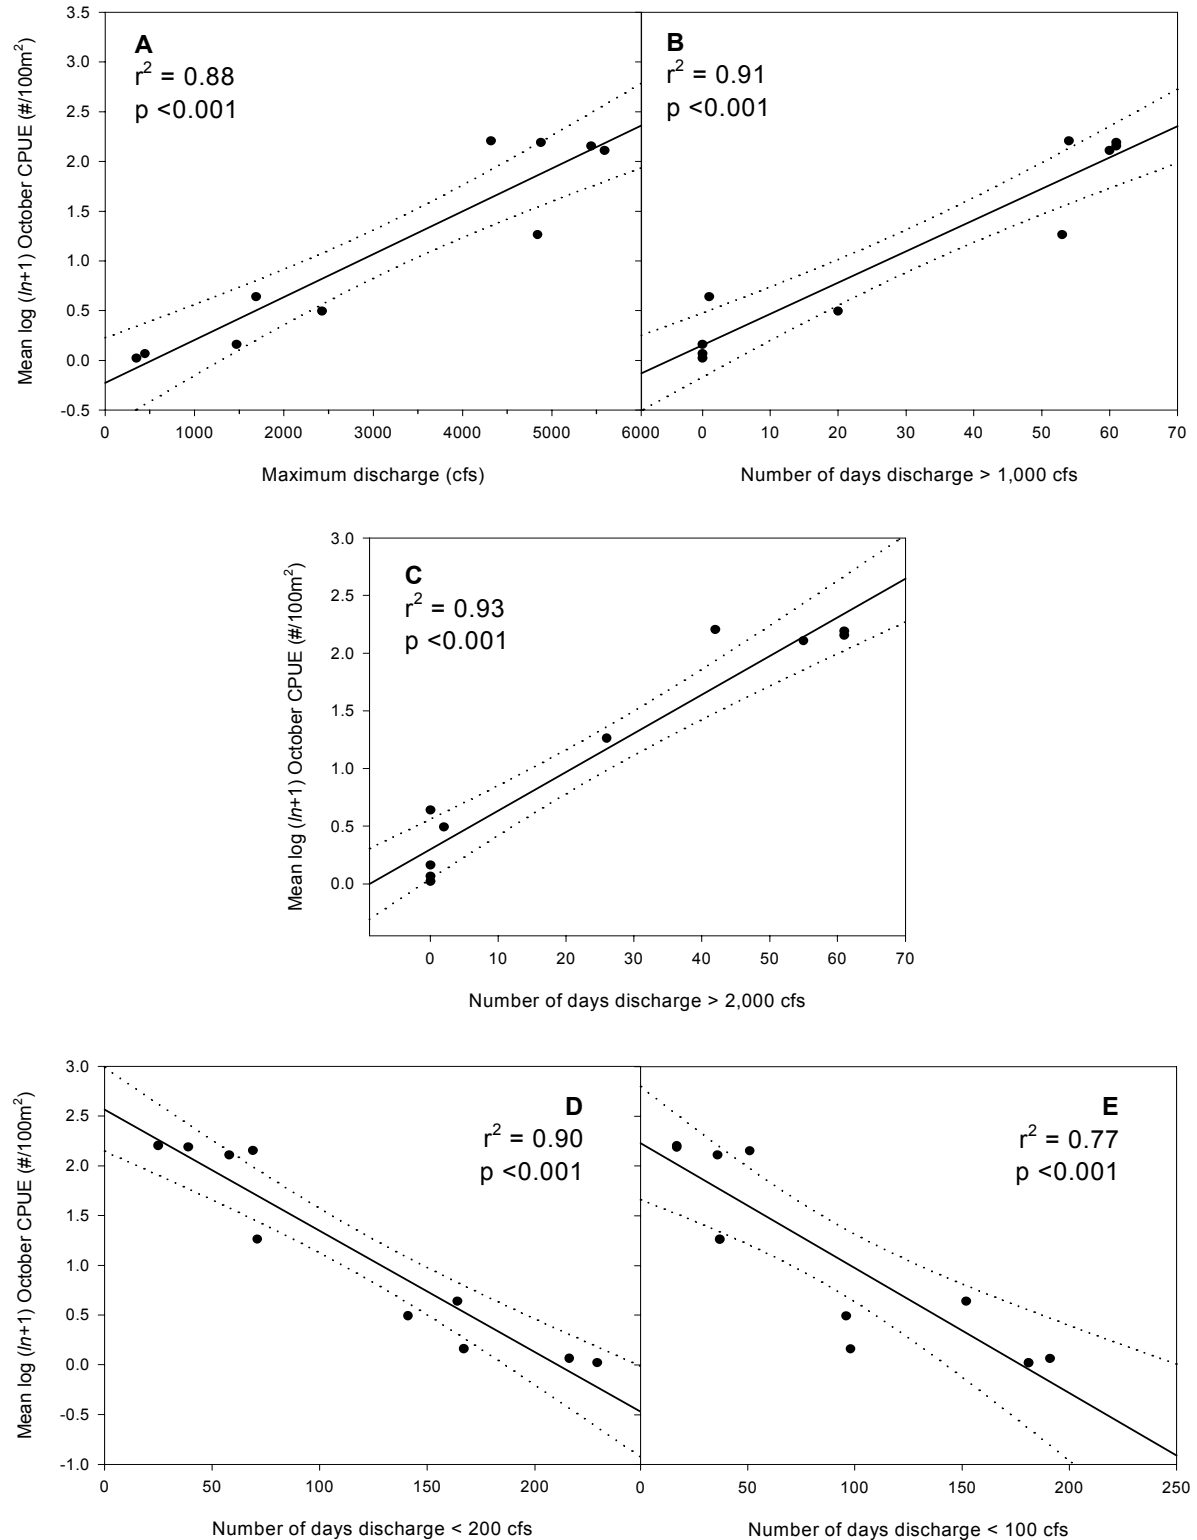 3.5
3.0
2.5
2.0
1.5
1.0
0.5
0.0
-0.5
Mean log (ln+1) October CPUE (#/100m²)
A
r² = 0.88
p <0.001
0 1000 2000 3000 4000 5000 6000
Maximum discharge (cfs)
B
r² = 0.91
p <0.001
0 10 20 30 40 50 60 70
Number of days discharge > 1,000 cfs
3.0
2.5
2.0
1.5
1.0
0.5
0.0
Mean log (ln+1) October CPUE (#/100m²)
C
r² = 0.93
p <0.001
0 10 20 30 40 50 60 70
Number of days discharge > 2,000 cfs
3.0
2.5
2.0
1.5
1.0
0.5
0.0
-0.5
-1.0
Mean log (ln+1) October CPUE (#/100m²)
D
r² = 0.90
p <0.001
0 50 100 150 200
Number of days discharge < 200 cfs
E
r² = 0.77
p <0.001
0 50 100 150 200 250
Number of days discharge < 100 cfs